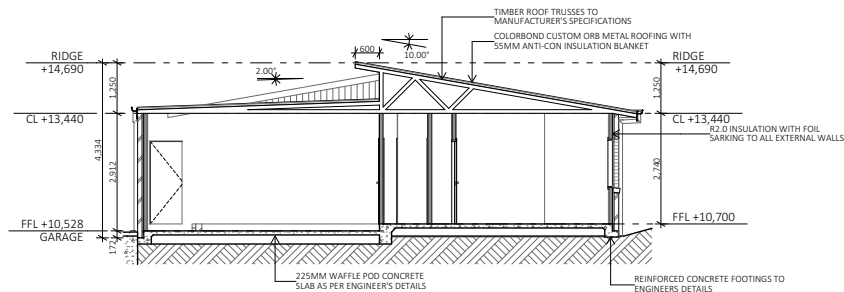 TIMBER ROOF TRUSSES TO
MANUFACTURER'S SPECIFICATIONS
COLORBOND CUSTOM ORB METAL ROOFING WITH
55MM ANTI-CON INSULATION BLANKET
600
10.00°
2.00°
RIDGE
+14,690
RIDGE
+14,690
1,250
1,250
CL +13,440
CL +13,440
R2.0 INSULATION WITH FOIL
SARKING TO ALL EXTERNAL WALLS
4,334
2,912
2,740
FFL +10,528
GARAGE
FFL +10,700
172
225MM WAFFLE POD CONCRETE
SLAB AS PER ENGINEER'S DETAILS
REINFORCED CONCRETE FOOTINGS TO
ENGINEERS DETAILS